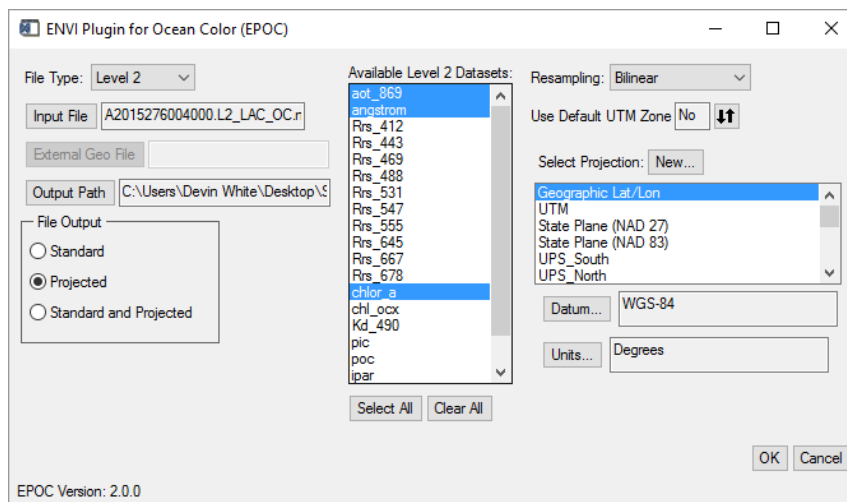 ENVI Plugin for Ocean Color (EPOC)
File Type: Level 2
Input File A2015276004000.L2_LAC_OC.n
External Geo File
Output Path C:\Users\Devin White\Desktop\S
File Output
Standard
Projected
Standard and Projected
Available Level 2 Datasets:
aot_869
angstrom
Rrs_412
Rrs_443
Rrs_469
Rrs_488
Rrs_531
Rrs_547
Rrs_555
Rrs_645
Rrs_667
Rrs_678
chlor_a
chl_ocx
Kd_490
pic
poc
ipar
Select All Clear All
Resampling: Bilinear
Use Default UTM Zone No
Select Projection: New...
Geographic Lat/Lon
UTM
State Plane (NAD 27)
State Plane (NAD 83)
UPS_South
UPS_North
Datum... WGS-84
Units... Degrees
OK Cancel
EPOC Version: 2.0.0